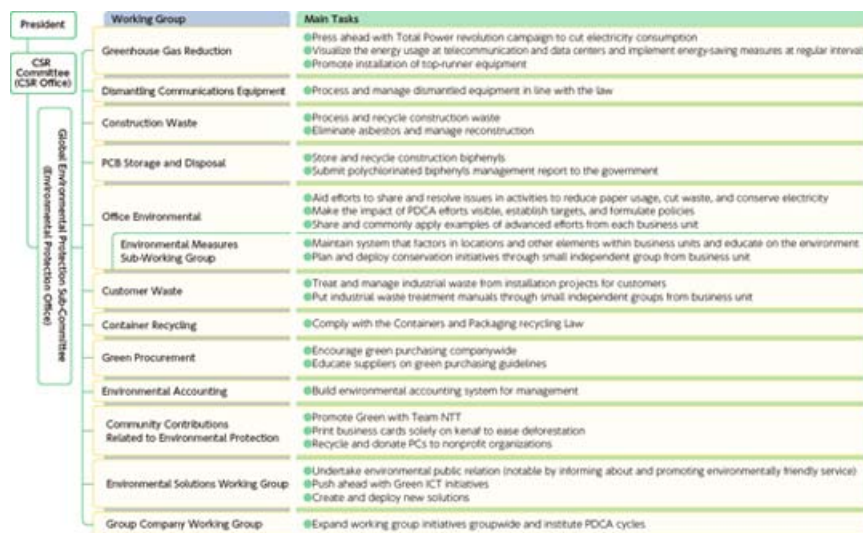 President
Working Group
Main Tasks
CSR
Committee
(CSR Office)
Global Environmental Protection Sub-Committee
(Environmental Protection Office)
Greenhouse Gas Reduction
Press ahead with Total Power revolution campaign to cut electricity consumption
Visualize the energy usage at telecommunication and data centers and implement energy-saving measures at regular intervals
Promote installation of top-runner equipment
Dismantling Communications Equipment
Process and manage dismantled equipment in line with the law
Construction Waste
Process and recycle construction waste
Eliminate asbestos and manage reconstruction
PCB Storage and Disposal
Store and recycle construction biphenyls
Submit polychlorinated biphenyls management report to the government
Office Environmental
Aid efforts to share and resolve issues in activities to reduce paper usage, cut waste, and conserve electricity
Make the impact of PDCA efforts visible, establish targets, and formulate policies
Share and commonly apply examples of advanced efforts from each business unit
Environmental Measures
Sub-Working Group
Maintain system that factors in locations and other elements within business units and educate on the environment
Plan and deploy conservation initiatives through small independent group from business unit
Customer Waste
Treat and manage industrial waste from installation projects for customers
Put industrial waste treatment manuals through small independent groups from business unit
Container Recycling
Comply with the Containers and Packaging recycling Law
Green Procurement
Encourage green purchasing companywide
Educate suppliers on green purchasing guidelines
Environmental Accounting
Build environmental accounting system for management
Community Contributions
Related to Environmental Protection
Promote Green with Team NTT
Print business cards solely on kenaf to ease deforestation
Recycle and donate PCs to nonprofit organizations
Environmental Solutions Working Group
Undertake environmental public relation (notable by informing about and promoting environmentally friendly service)
Push ahead with Green ICT initiatives
Create and deploy new solutions
Group Company Working Group
Expand working group initiatives groupwide and institute PDCA cycles